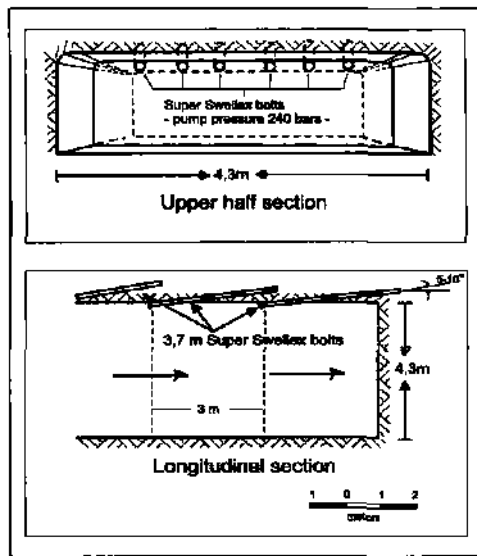 Super Swellex bolts
- pump pressure 240 bars -
4,3m
Upper half section
5-10°
3,7 m Super Swellex bolts
4,3m
3 m
Longitudinal section
1 0 1 2